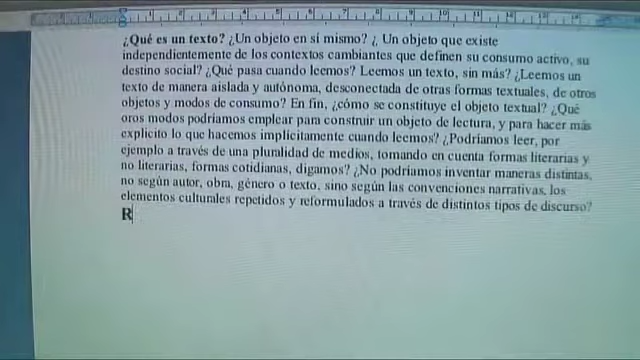 ¿Qué es un texto? ¿Un objeto en sí mismo? ¿ Un objeto que existe
independientemente de los contextos cambiantes que definen su consumo activo, su
destino social? ¿Qué pasa cuando leemos? Leemos un texto, sin más? ¿Leemos un
texto de manera aislada y autónoma, desconectada de otras formas textuales, de otros
objetos y modos de consumo? En fin, ¿cómo se constituye el objeto textual? ¿Qué
oros modos podríamos emplear para construir un objeto de lectura, y para hacer más
explicito lo que hacemos implicitamente cuando leemos? ¿Podríamos leer, por
ejemplo a través de una pluralidad de medios, tomando en cuenta formas literarias y
no literarias, formas cotidianas, digamos? ¿No podríamos inventar maneras distintas,
no según autor, obra, género o texto, sino según las convenciones narrativas, los
elementos culturales repetidos y reformulados a través de distintos tipos de discurso?
R